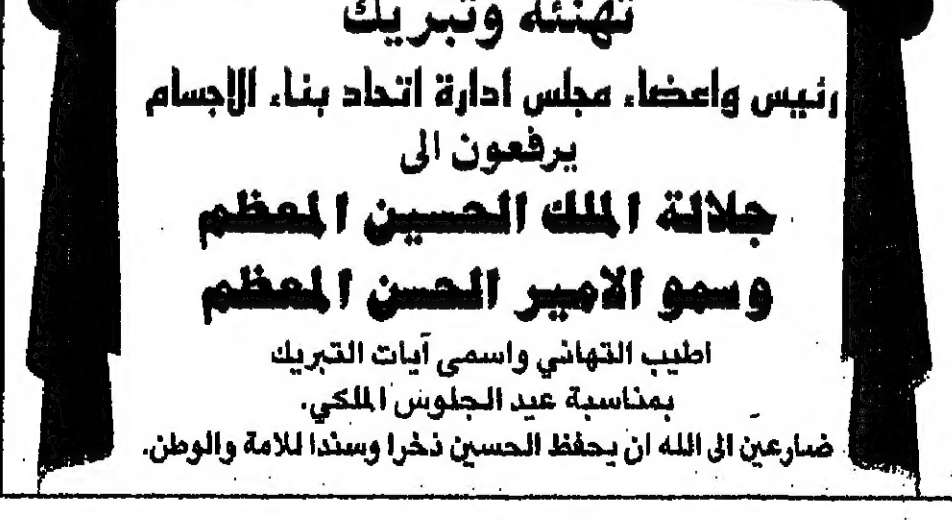 تهنئة وتبريك
رئيس واعضاء مجلس ادارة اتحاد بناء الاجسام
يرفعون الى
جلالة الملك الحسين المعظم
وسمو الامير الحسن المعظم
اطيب التهاني واسمى آيات التبريك
بمناسبة عيد الجلوس الملكي.
ضارعين الى الله ان يحفظ الحسين ذخرا وسندا للامة والوطن.